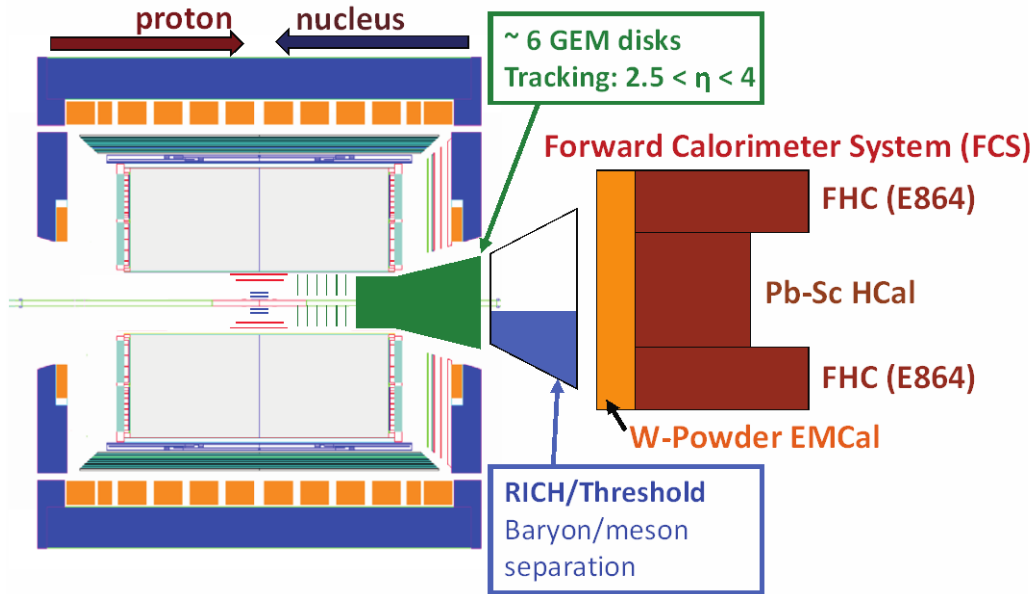 proton
nucleus
~ 6 GEM disks
Tracking: 2.5 < η < 4
Forward Calorimeter System (FCS)
FHC (E864)
Pb-Sc HCal
FHC (E864)
W-Powder EMCal
RICH/Threshold
Baryon/meson
separation